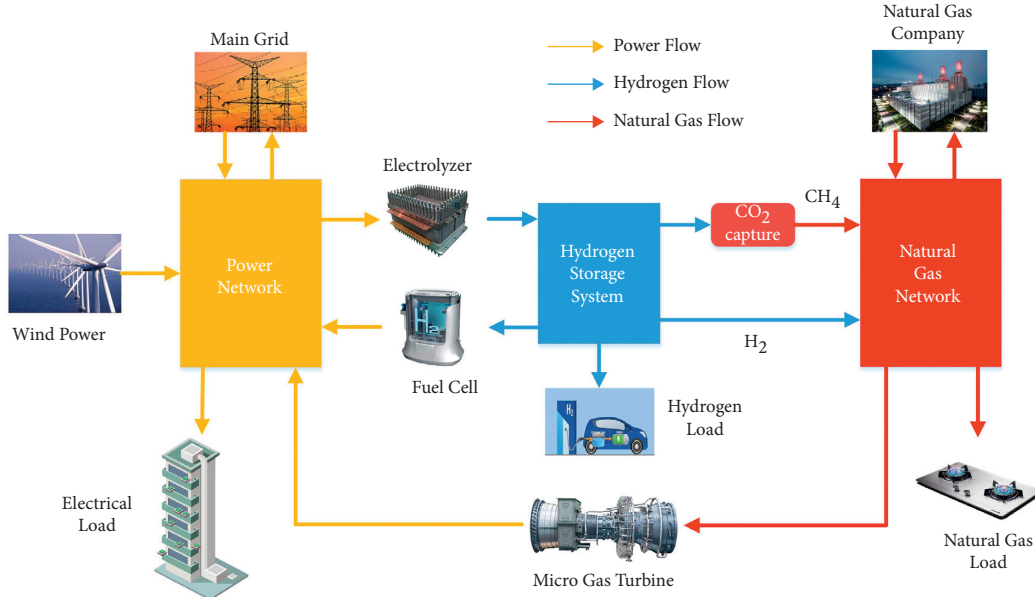 Main Grid
Power Flow
Hydrogen Flow
Natural Gas Flow
Natural Gas
Company
Electrolyzer
CH₄
CO₂
capture
Power
Network
Hydrogen
Storage
System
Natural
Gas
Network
Wind Power
H₂
H₂
Fuel Cell
H₂
Hydrogen
Load
Electrical
Load
Micro Gas Turbine
Natural Gas
Load